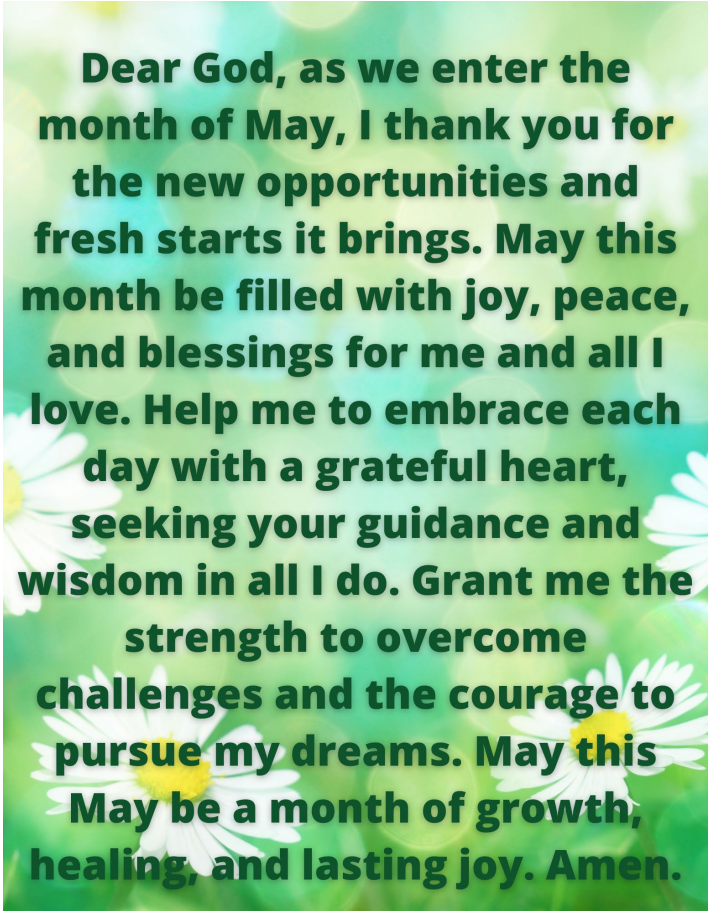 Dear God, as we enter the
month of May, I thank you for
the new opportunities and
fresh starts it brings. May this
month be filled with joy, peace,
and blessings for me and all I
love. Help me to embrace each
day with a grateful heart,
seeking your guidance and
wisdom in all I do. Grant me the
strength to overcome
challenges and the courage to
pursue my dreams. May this
May be a month of growth,
healing, and lasting joy. Amen.